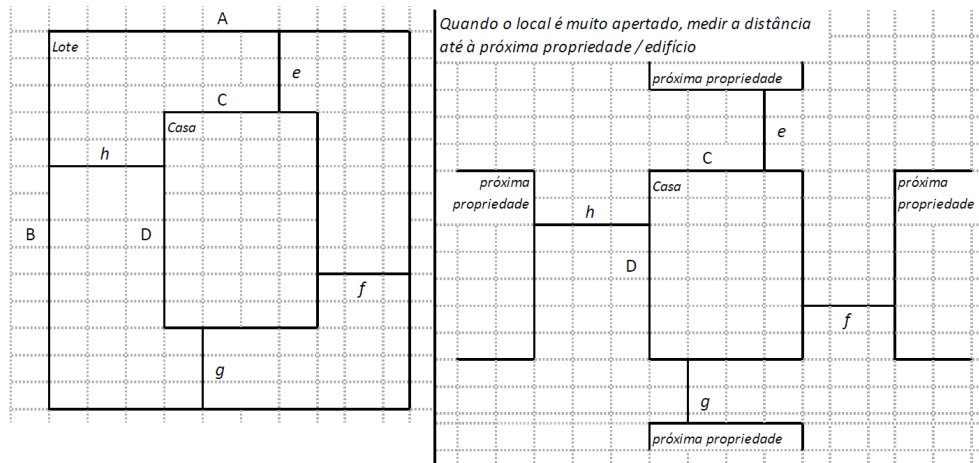 A
Lote
e
C
Casa
h
B
D
f
g
Quando o local é muito apertado, medir a distância
até à próxima propriedade / edifício
próxima propriedade
e
C
próxima
propriedade
Casa
próxima
propriedade
h
D
f
g
próxima propriedade